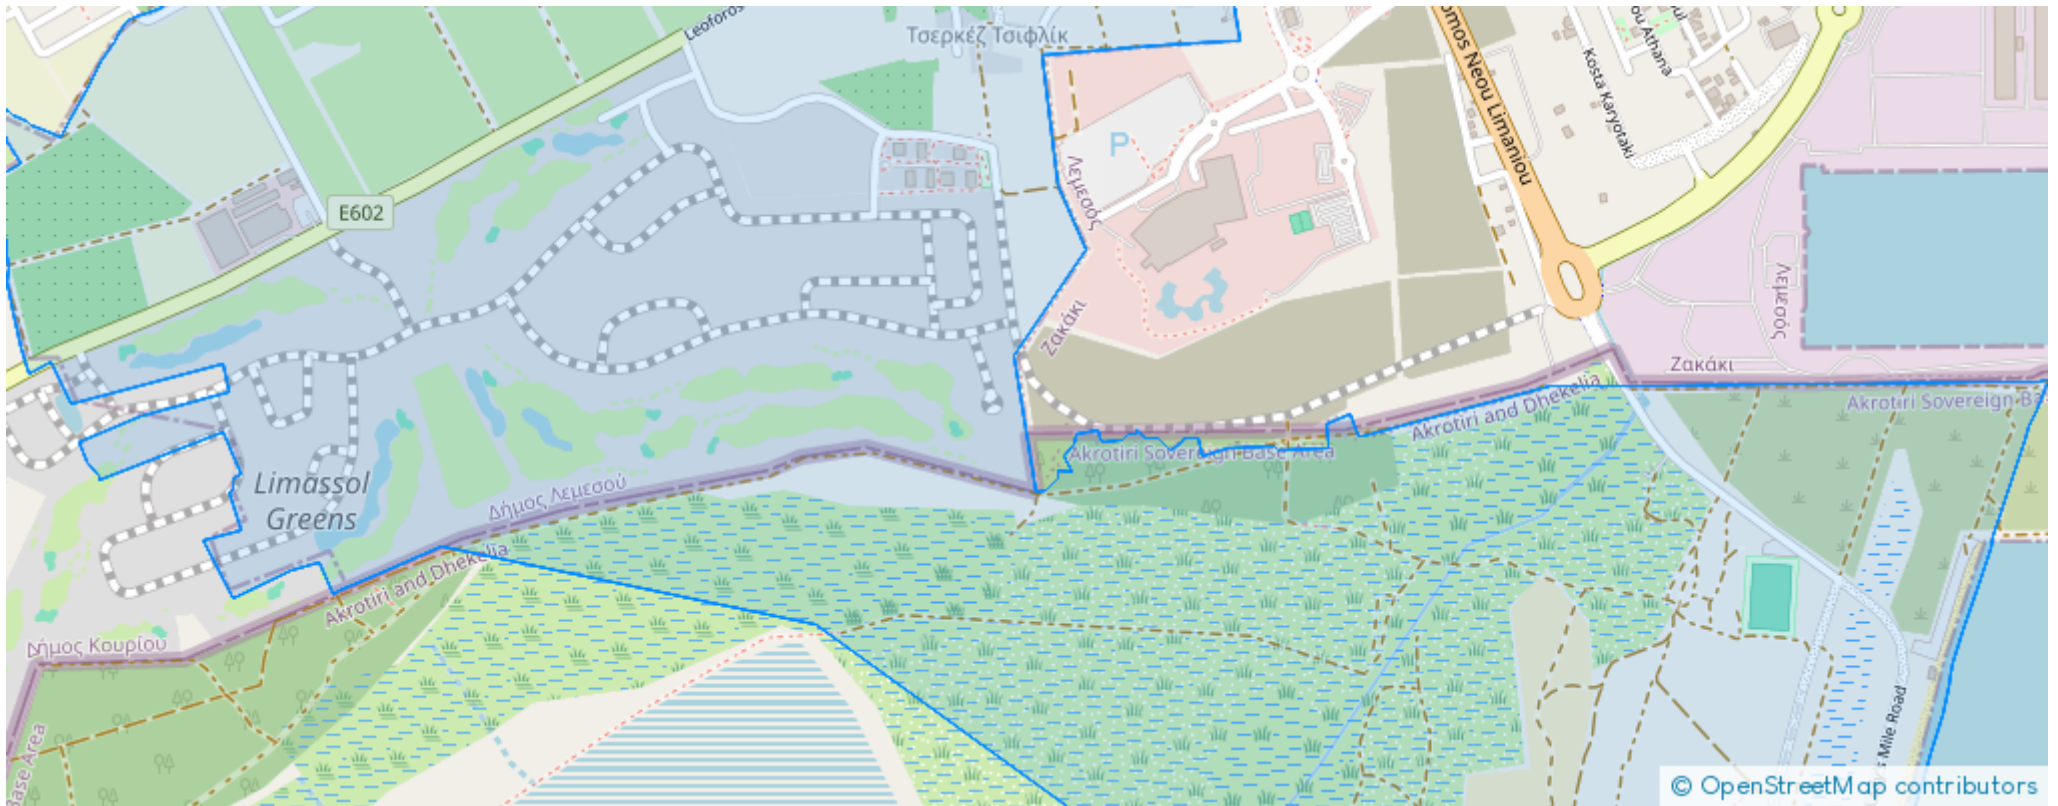 Leoforos
Τσερκέζ Τσιφλίκ
omos Neou Limaniou
ou Athana
Kosta Karyotaki
P
Λεμεσός
E602
Ζακάκι
Λεμεσός
Ζακάκι
Akrotiri and Dhekelia
Akrotiri Sovereign Ba
Akrotiri Sovereign Base Area
Limassol
Greens
Δήμος Λεμεσού
Akrotiri and Dhekelia
Δήμος Κουρίου
Base Area
s Mile Road
© OpenStreetMap contributors